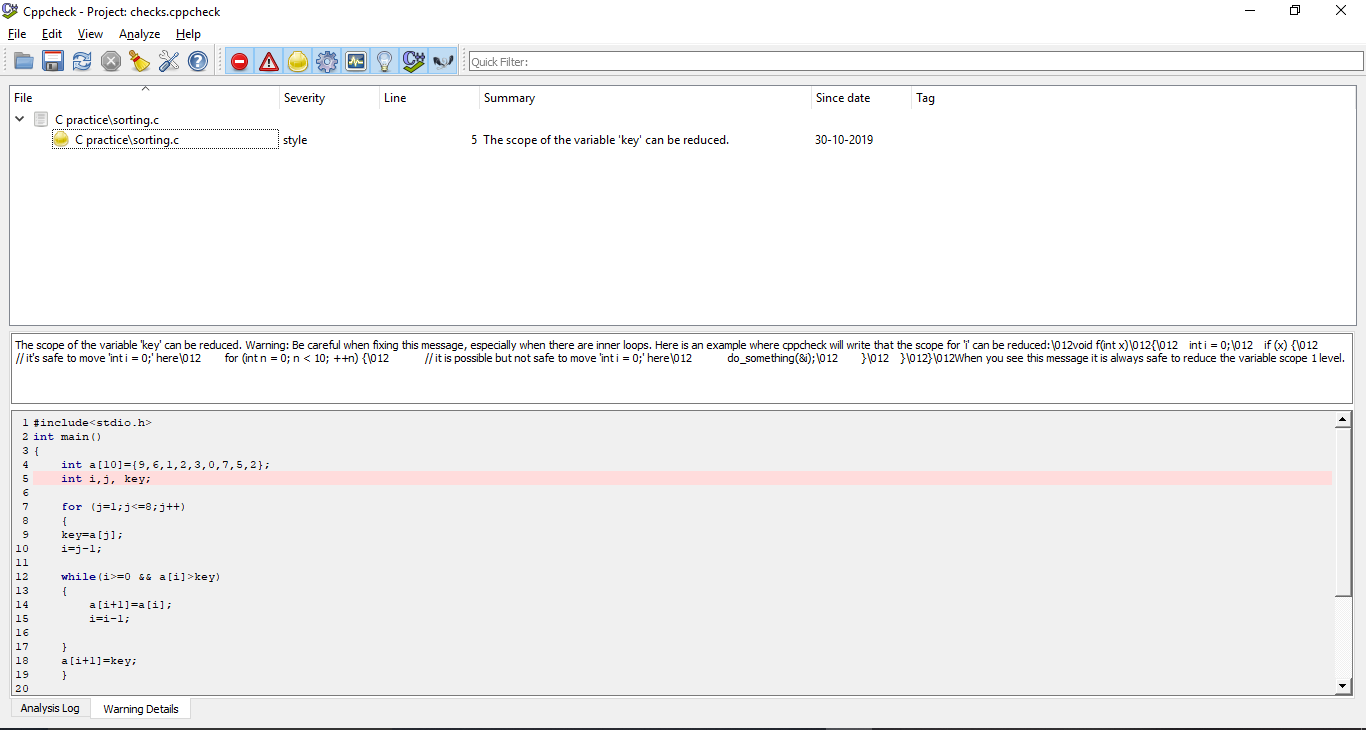 Cppcheck - Project: checks.cppcheck
File Edit View Analyze Help
Quick Filter:
File Severity Line Summary Since date Tag
C practice\sorting.c
C practice\sorting.c style 5 The scope of the variable 'key' can be reduced. 30-10-2019
The scope of the variable 'key' can be reduced. Warning: Be careful when fixing this message, especially when there are inner loops. Here is an example where cppcheck will write that the scope for 'i' can be reduced:\012void f(int x)\012{\012    int i = 0;\012    if (x) {\012
// it's safe to move 'int i = 0;' here\012        for (int n = 0; n < 10; ++n) {\012            // it is possible but not safe to move 'int i = 0;' here\012            do_something(&i);\012        }\012    }\012}\012When you see this message it is always safe to reduce the variable scope 1 level.
1 #include<stdio.h>
2 int main()
3 {
4     int a[10]={9,6,1,2,3,0,7,5,2};
5     int i,j, key;
6
7     for (j=1;j<=8;j++)
8     {
9     key=a[j];
10     i=j-1;
11
12     while(i>=0 && a[i]>key)
13     {
14         a[i+1]=a[i];
15         i=i-1;
16
17     }
18     a[i+1]=key;
19     }
20
Analysis Log Warning Details